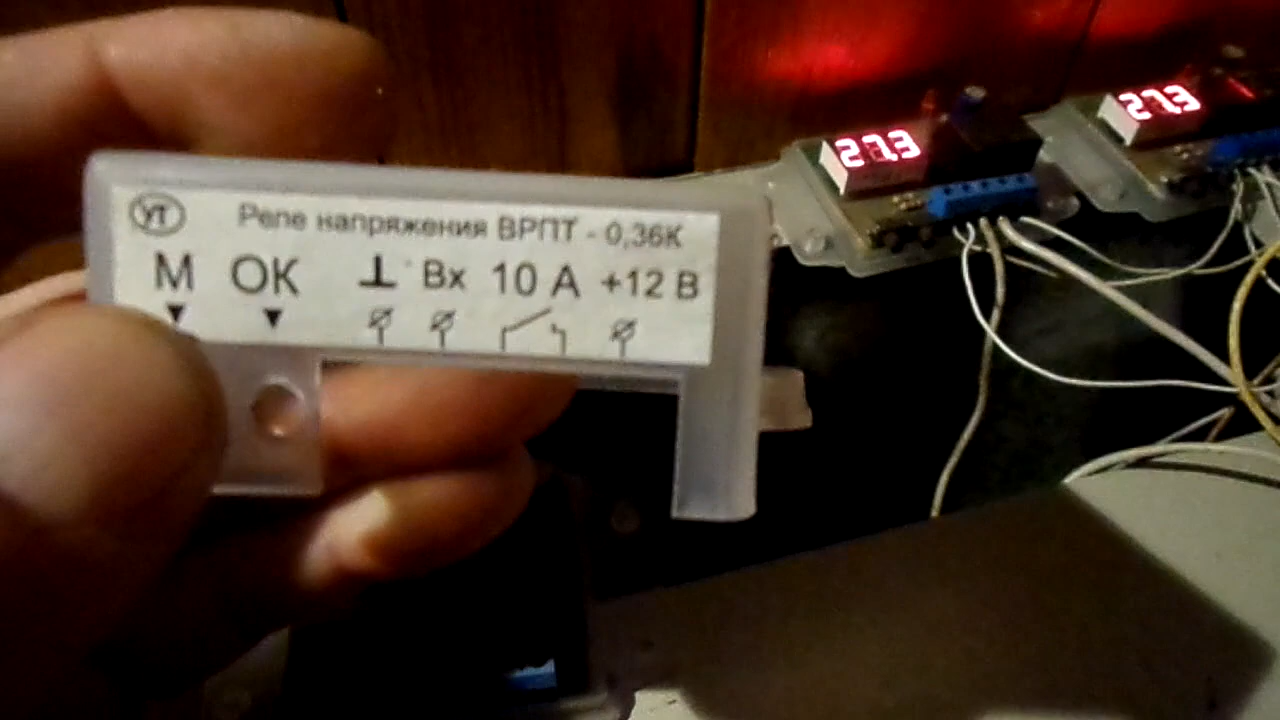 УТ Реле напряжения ВРПТ - 0,36К
М ОК ⊥ Вх 10 А +12 В
27.3
27.3